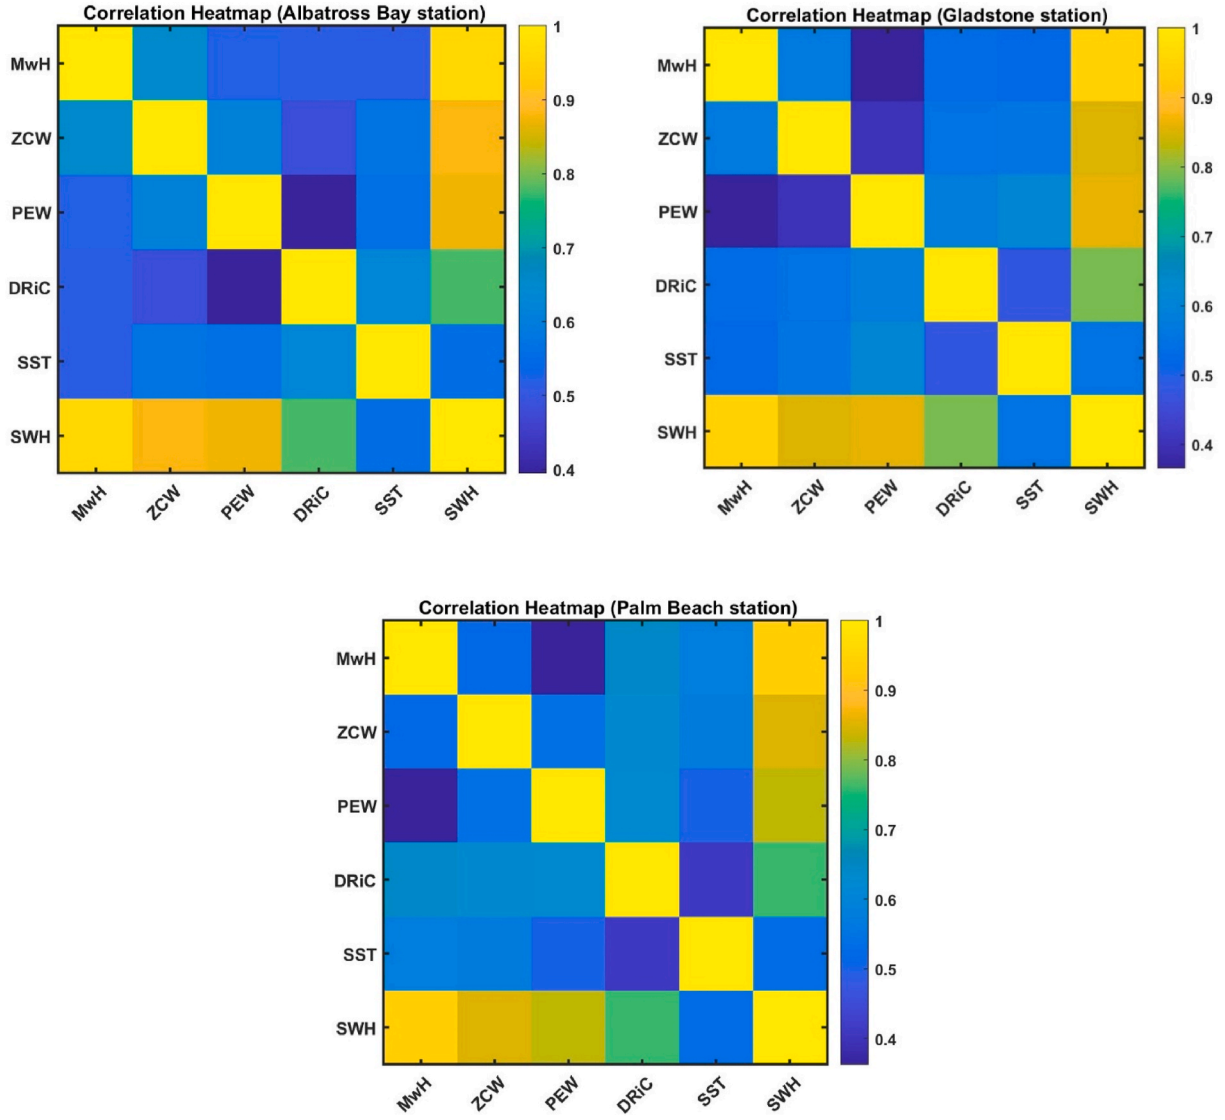 Correlation Heatmap (Albatross Bay station)
MwH
ZCW
PEW
DRiC
SST
SWH
MwH ZCW PEW DRiC SST SWH
1
0.9
0.8
0.7
0.6
0.5
0.4
Correlation Heatmap (Gladstone station)
MwH
ZCW
PEW
DRiC
SST
SWH
MwH ZCW PEW DRiC SST SWH
1
0.9
0.8
0.7
0.6
0.5
0.4
Correlation Heatmap (Palm Beach station)
MwH
ZCW
PEW
DRiC
SST
SWH
MwH ZCW PEW DRiC SST SWH
1
0.9
0.8
0.7
0.6
0.5
0.4